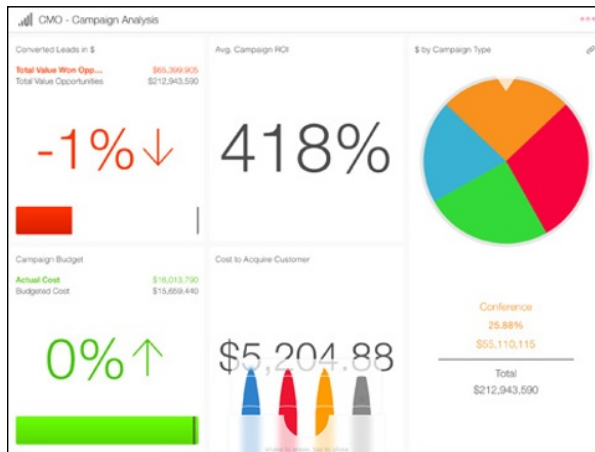 CMO - Campaign Analysis
Converted Leads in $
Total Value Won Opp... $65,399,905
Total Value Opportunities $212,943,590
-1%
Avg. Campaign ROI
418%
$ by Campaign Type
Conference
25.88%
$55,110,115
Total
$212,943,590
Campaign Budget
Actual Cost $16,013,790
Budgeted Cost $15,659,440
0%
Cost to Acquire Customer
$5,204.88